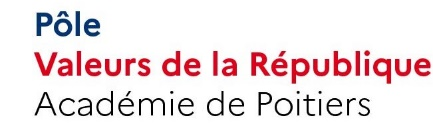 Pôle
Valeurs de la République
Académie de Poitiers